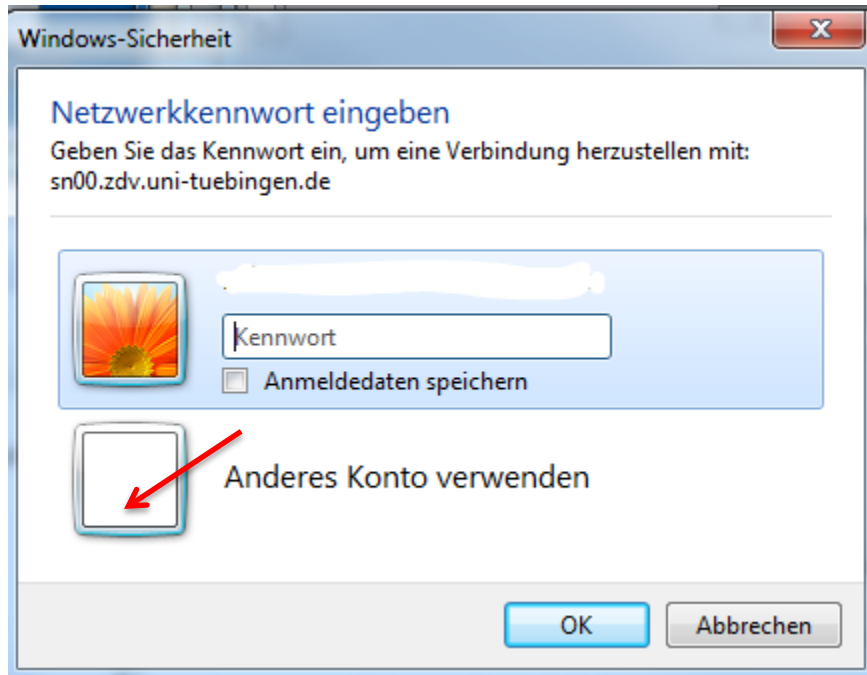 Windows-Sicherheit
Netzwerkkennwort eingeben
Geben Sie das Kennwort ein, um eine Verbindung herzustellen mit:
sn00.zdv.uni-tuebingen.de
Kennwort
Anmeldedaten speichern
Anderes Konto verwenden
OK
Abbrechen